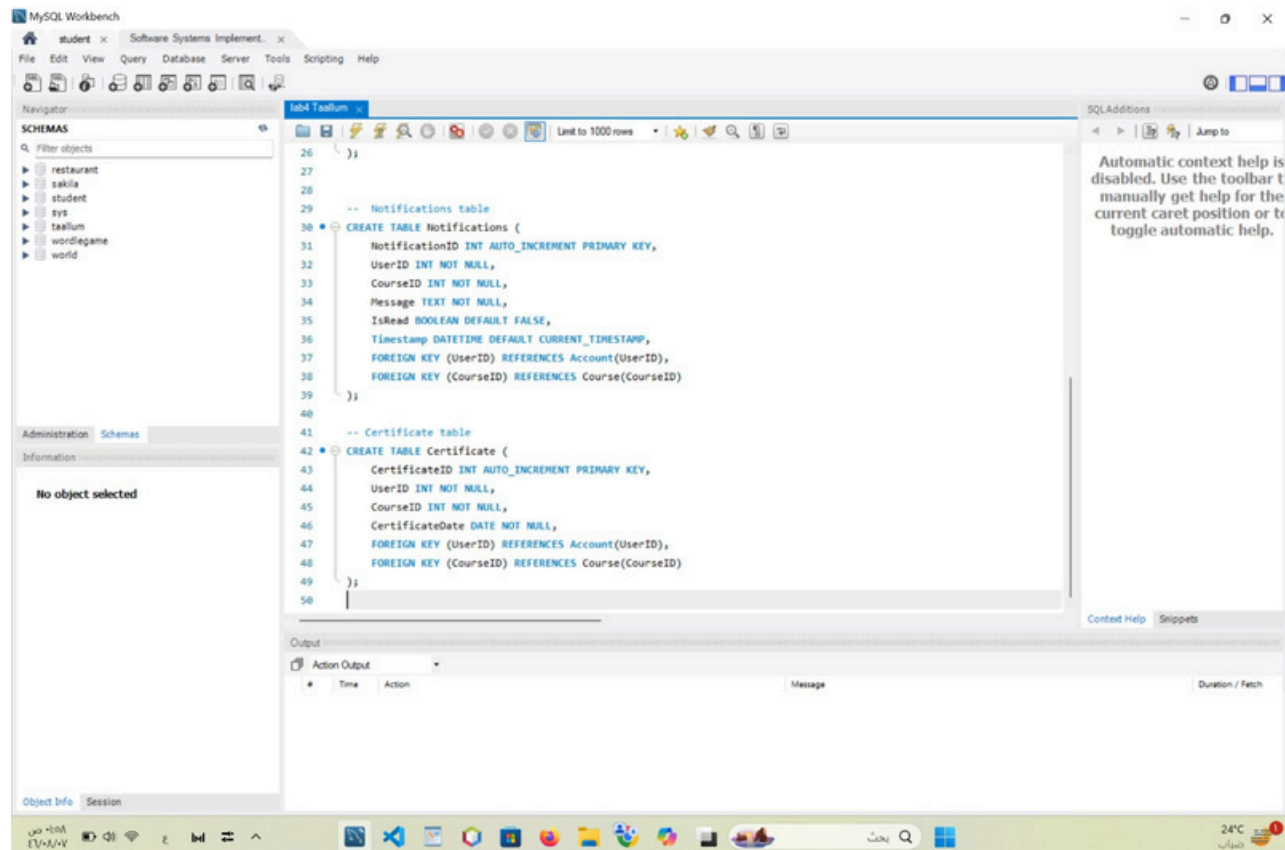 MySQL Workbench
student ×
Software Systems Implement.. ×
File Edit View Query Database Server Tools Scripting Help
Navigator
SCHEMAS
Filter objects
restaurant
sakila
student
sys
taallum
wordlegame
world
Administration Schemas
Information
No object selected
Object Info Session
lab4 Taallum ×
Limit to 1000 rows
26 );
27
28
29 -- Notifications table
30 CREATE TABLE Notifications (
31 NotificationID INT AUTO_INCREMENT PRIMARY KEY,
32 UserID INT NOT NULL,
33 CourseID INT NOT NULL,
34 Message TEXT NOT NULL,
35 IsRead BOOLEAN DEFAULT FALSE,
36 Timestamp DATETIME DEFAULT CURRENT_TIMESTAMP,
37 FOREIGN KEY (UserID) REFERENCES Account(UserID),
38 FOREIGN KEY (CourseID) REFERENCES Course(CourseID)
39 );
40
41 -- Certificate table
42 CREATE TABLE Certificate (
43 CertificateID INT AUTO_INCREMENT PRIMARY KEY,
44 UserID INT NOT NULL,
45 CourseID INT NOT NULL,
46 CertificateDate DATE NOT NULL,
47 FOREIGN KEY (UserID) REFERENCES Account(UserID),
48 FOREIGN KEY (CourseID) REFERENCES Course(CourseID)
49 );
50
Output
Action Output
# Time Action Message Duration / Fetch
SQLAdditions
Jump to
Automatic context help is
disabled. Use the toolbar t
manually get help for the
current caret position or t
toggle automatic help.
Context Help Snippets
ع
بحث
24°C
ضباب
1